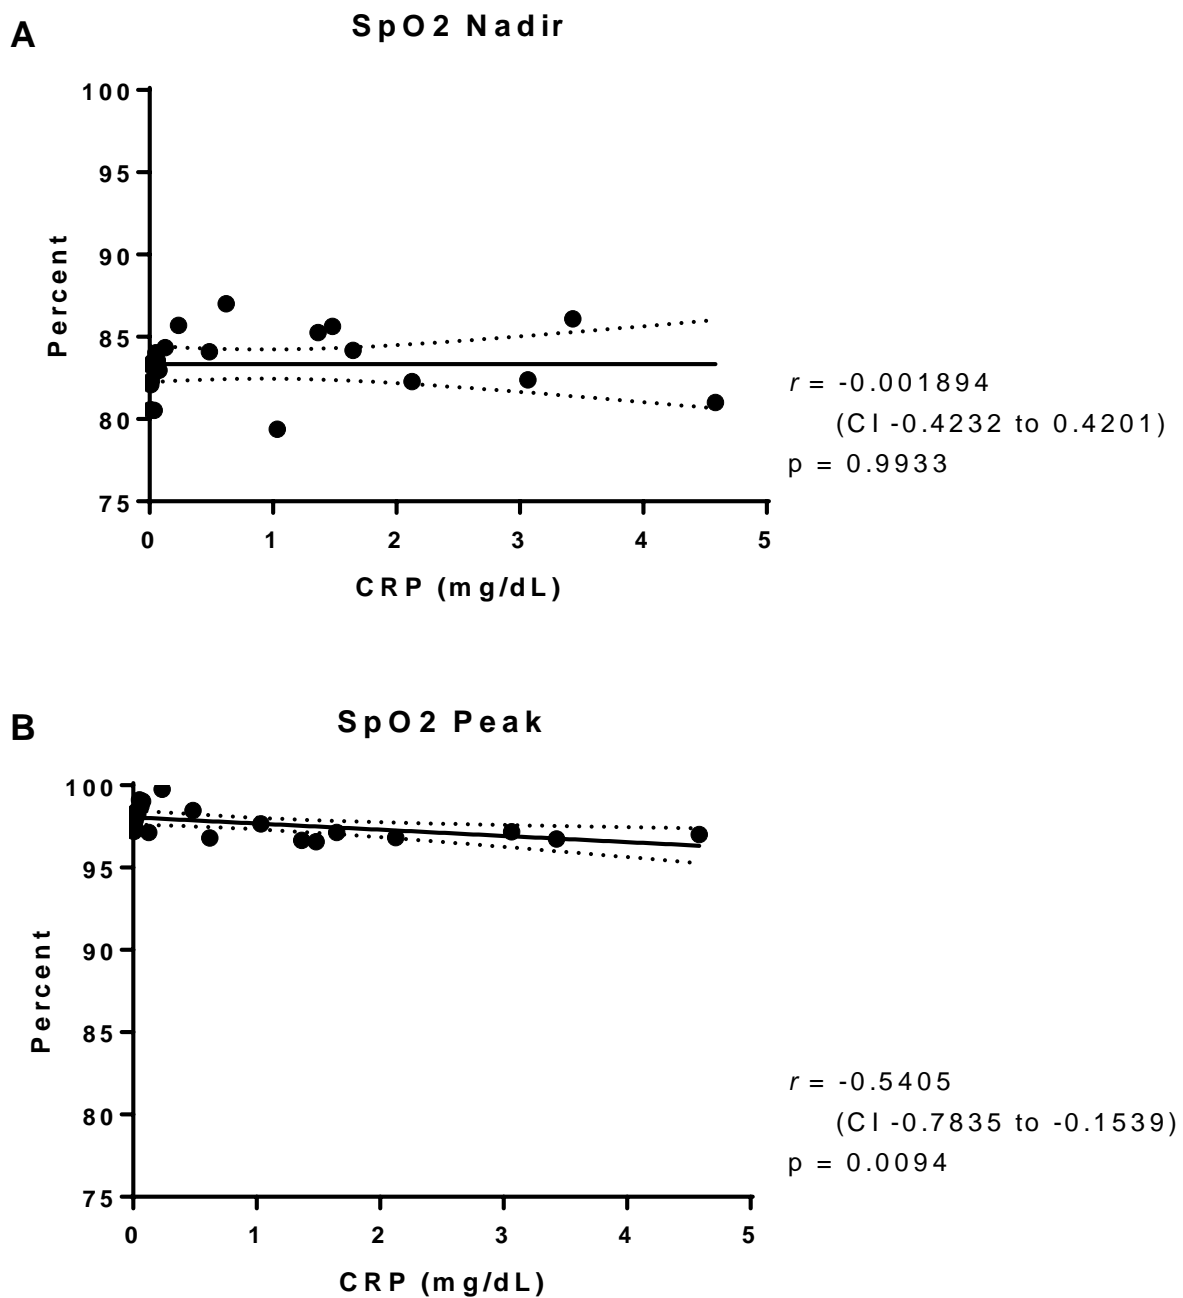 A
SpO2 Nadir
100
95
90
85
80
75
Percent
0 1 2 3 4 5
CRP (mg/dL)
r = -0.001894
(CI -0.4232 to 0.4201)
p = 0.9933
B
SpO2 Peak
100
95
90
85
80
75
Percent
0 1 2 3 4 5
CRP (mg/dL)
r = -0.5405
(CI -0.7835 to -0.1539)
p = 0.0094